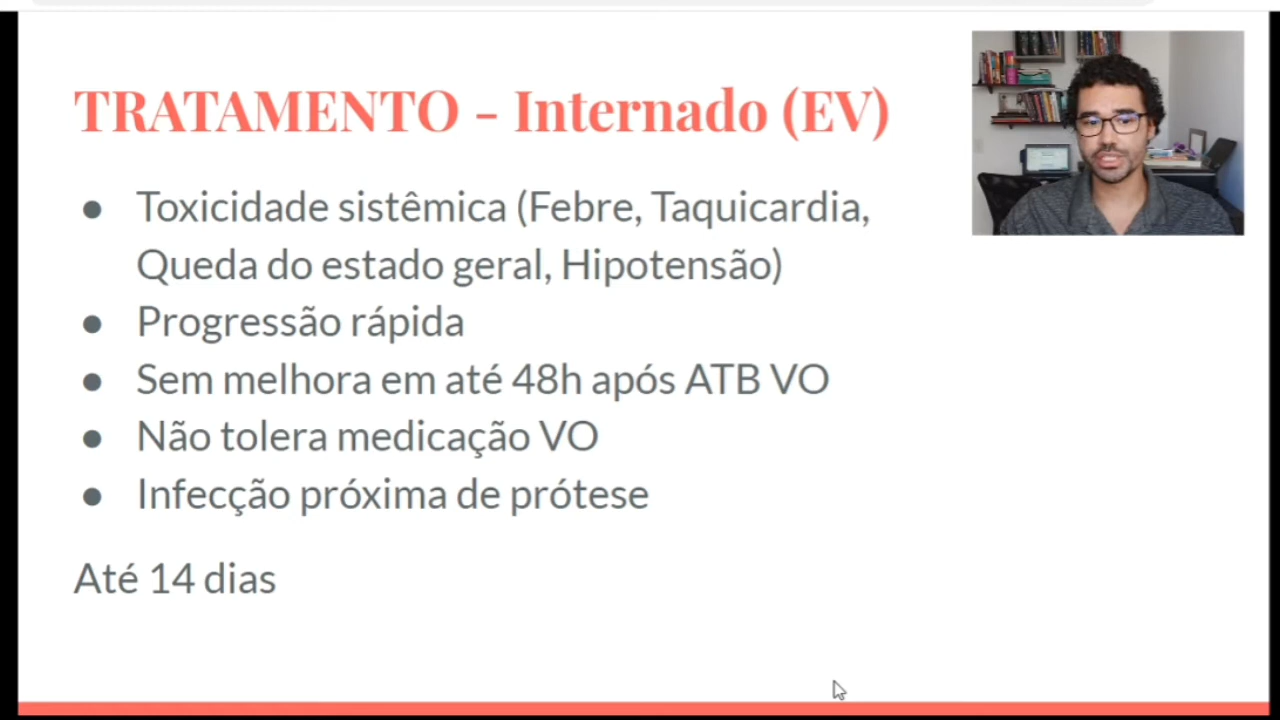 TRATAMENTO - Internado (EV)
● Toxicidade sistêmica (Febre, Taquicardia,
Queda do estado geral, Hipotensão)
● Progressão rápida
● Sem melhora em até 48h após ATB VO
● Não tolera medicação VO
● Infecção próxima de prótese
Até 14 dias